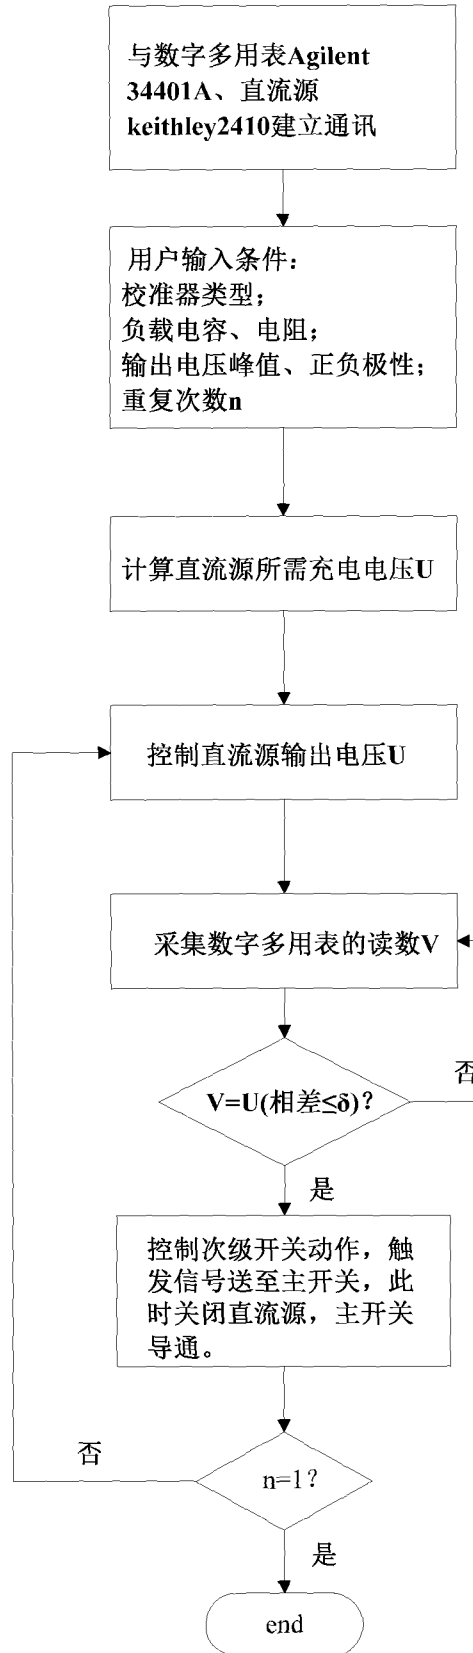 与数字多用表Agilent
34401A、直流源
keithley2410建立通讯
用户输入条件：
校准器类型；
负载电容、电阻；
输出电压峰值、正负极性；
重复次数n
计算直流源所需充电电压U
控制直流源输出电压U
采集数字多用表的读数V
V=U(相差≤δ)?
否
是
控制次级开关动作，触
发信号送至主开关，此
时关闭直流源，主开关
导通。
否
n=1?
是
end